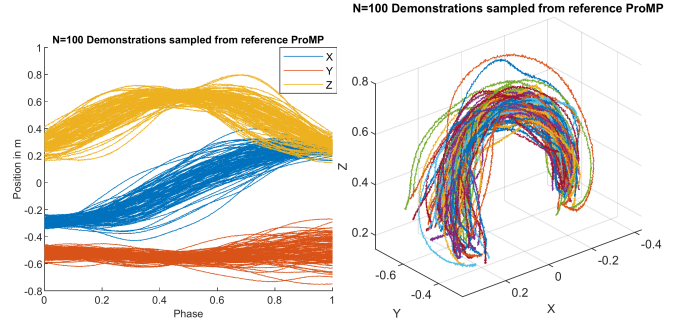 N=100 Demonstrations sampled from reference ProMP
1
0.8
0.6
0.4
0.2
0
-0.2
-0.4
-0.6
-0.8
Position in m
0 0.2 0.4 0.6 0.8 1
Phase
X
Y
Z
N=100 Demonstrations sampled from reference ProMP
0.8
0.6
0.4
0.2
Z
-0.6
-0.4
Y
0.2
0
-0.2
-0.4
X